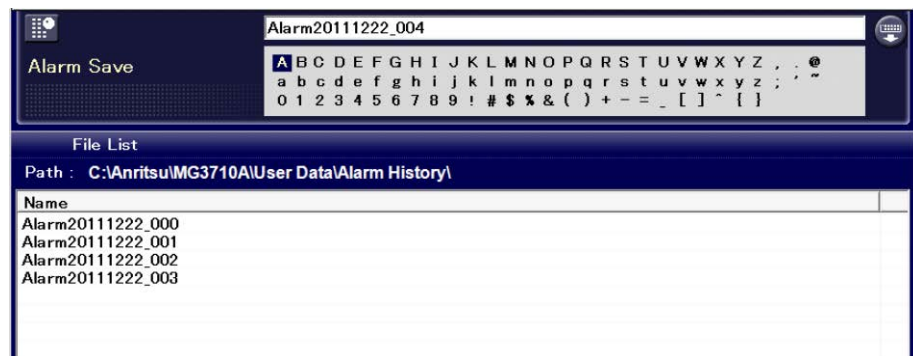 Alarm20111222_004
Alarm Save
A B C D E F G H I J K L M N O P Q R S T U V W X Y Z , . @
a b c d e f g h i j k l m n o p q r s t u v w x y z ; ´ ~
0 1 2 3 4 5 6 7 8 9 ! # $ % & ( ) + - = _ [ ] ^ { }
File List
Path : C:\Anritsu\MG3710A\User Data\Alarm History\
Name
Alarm20111222_000
Alarm20111222_001
Alarm20111222_002
Alarm20111222_003